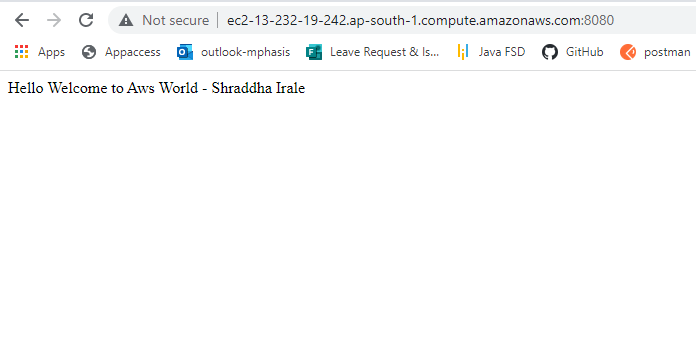 Not secure ec2-13-232-19-242.ap-south-1.compute.amazonaws.com:8080
Apps Appaccess outlook-mphasis Leave Request & Is... Java FSD GitHub postman
Hello Welcome to Aws World - Shraddha Irale